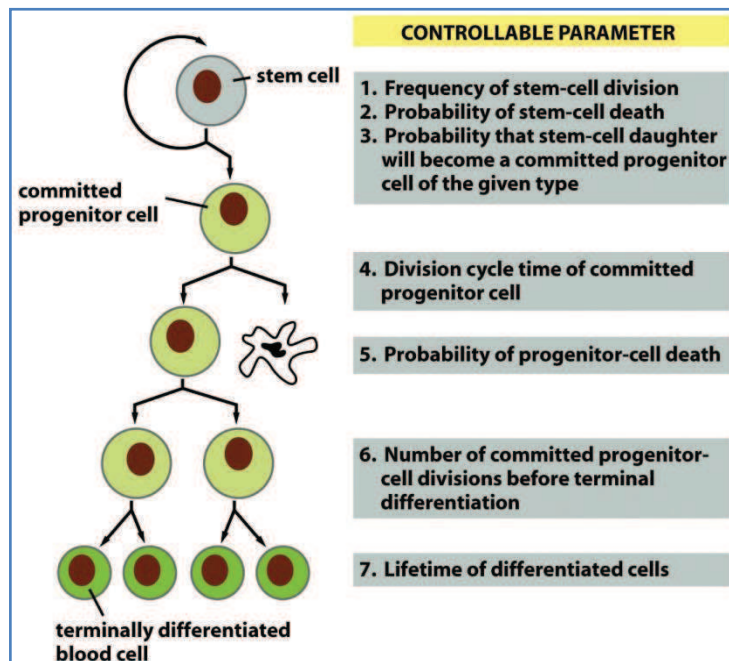 CONTROLLABLE PARAMETER
stem cell
1. Frequency of stem-cell division
2. Probability of stem-cell death
3. Probability that stem-cell daughter
will become a committed progenitor
cell of the given type
committed
progenitor cell
4. Division cycle time of committed
progenitor cell
5. Probability of progenitor-cell death
6. Number of committed progenitor-
cell divisions before terminal
differentiation
7. Lifetime of differentiated cells
terminally differentiated
blood cell